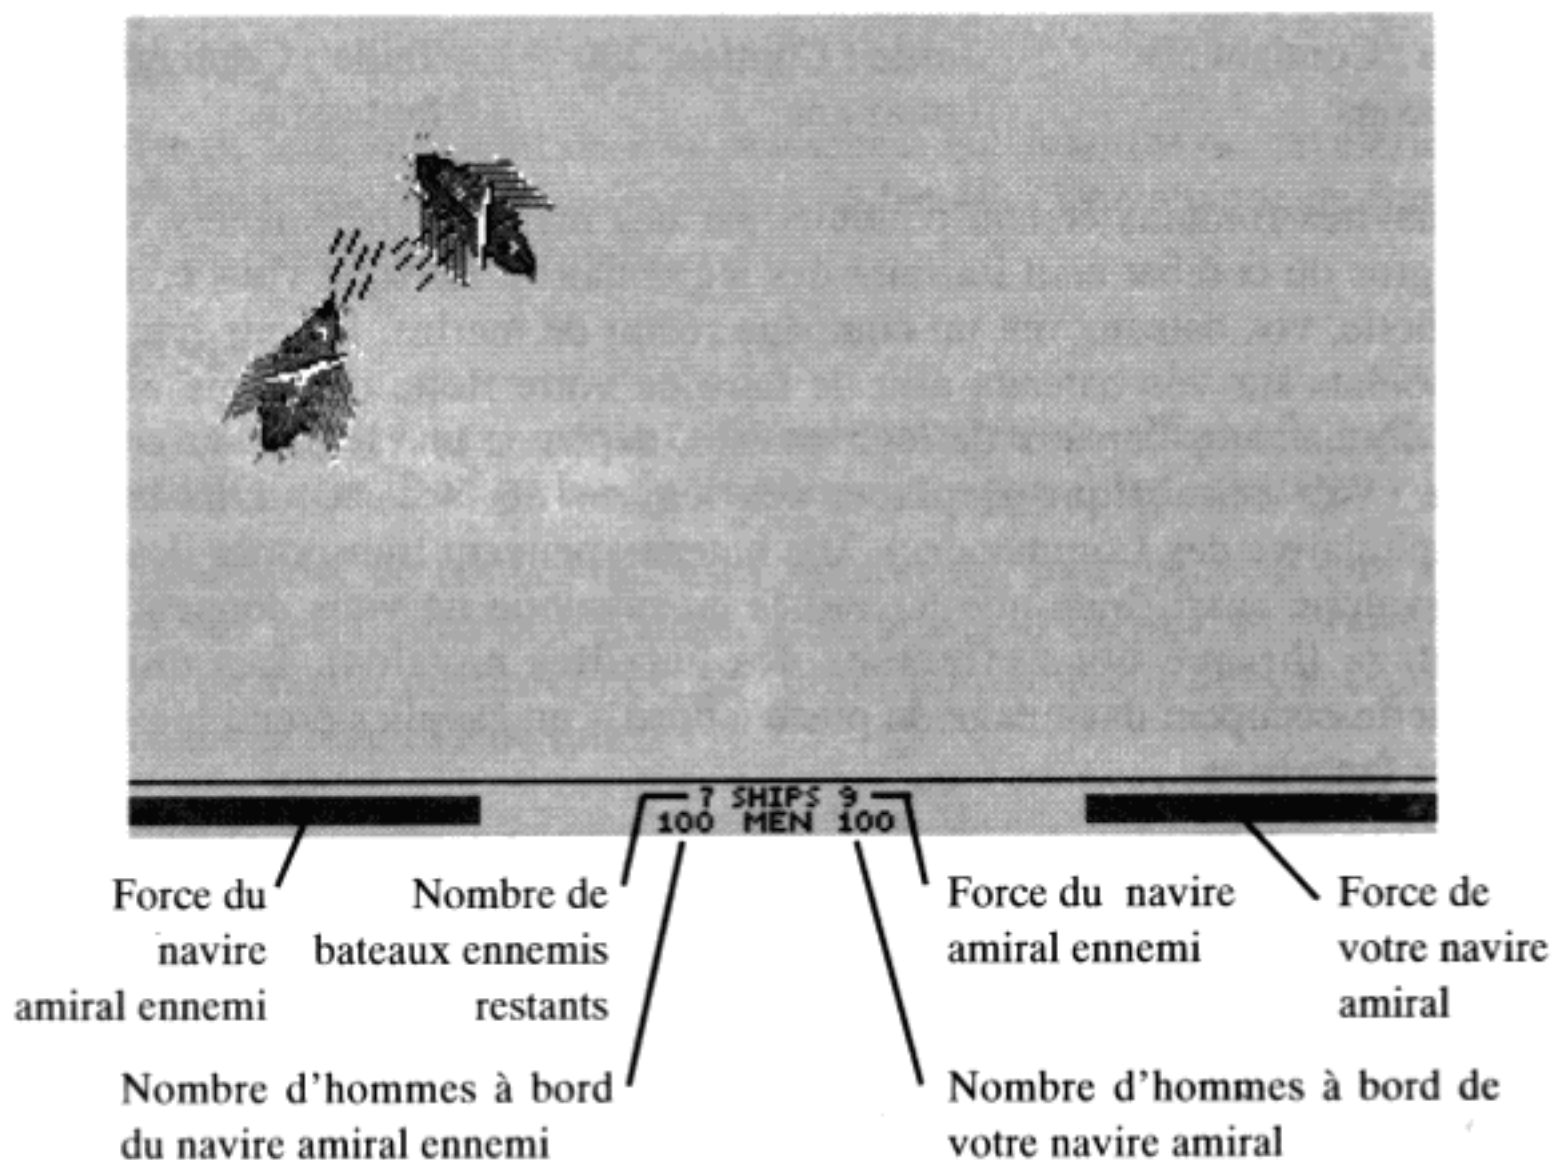 7 SHIPS 9
100 MEN 100
Force du
navire
amiral ennemi
Nombre de
bateaux ennemis
restants
Force du navire
amiral ennemi
Force de
votre navire
amiral
Nombre d'hommes à bord
du navire amiral ennemi
Nombre d'hommes à bord de
votre navire amiral